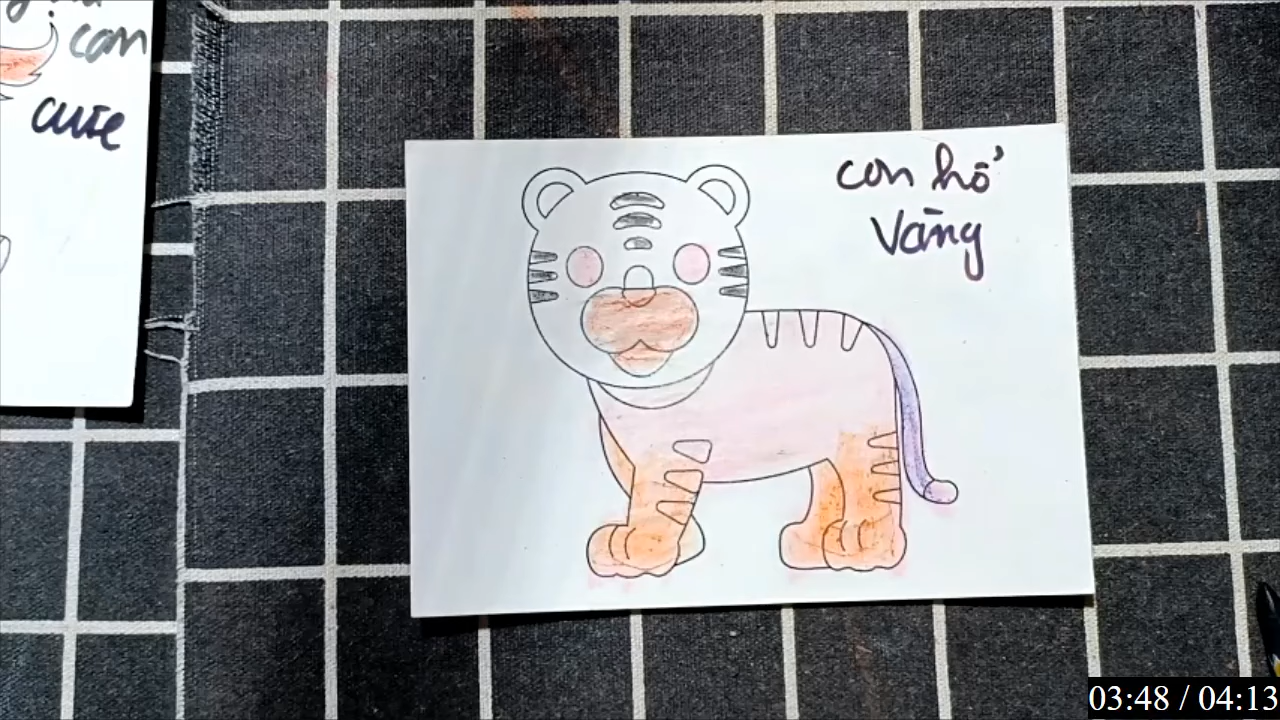 con
cute
con hổ
vàng
03:48 / 04:13